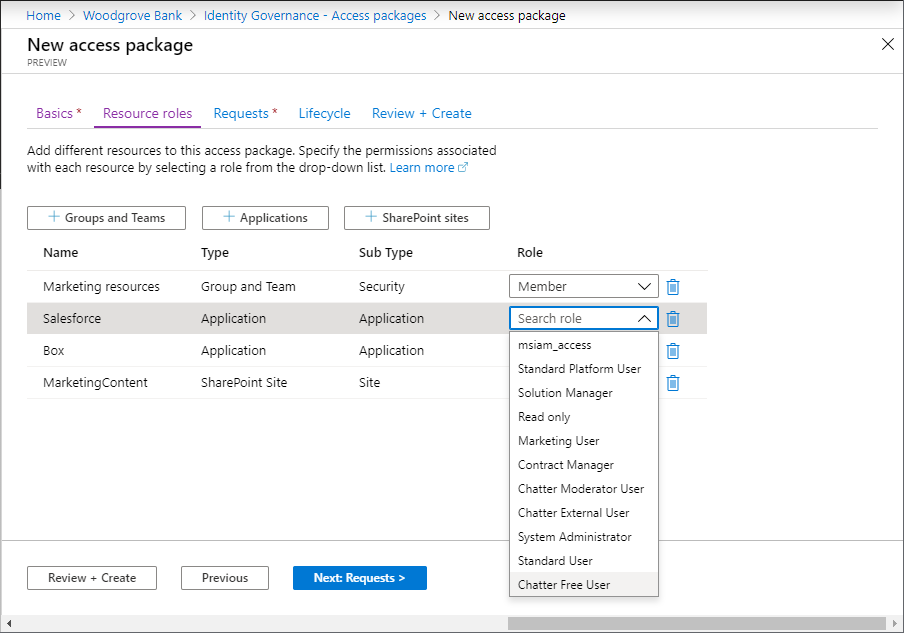 Home > Woodgrove Bank > Identity Governance - Access packages > New access package
New access package
PREVIEW
Basics * Resource roles Requests * Lifecycle Review + Create
Add different resources to this access package. Specify the permissions associated
with each resource by selecting a role from the drop-down list. Learn more
+ Groups and Teams + Applications + SharePoint sites
Name Type Sub Type Role
Marketing resources Group and Team Security Member
Salesforce Application Application Search role
Box Application Application
MarketingContent SharePoint Site Site
msiam_access
Standard Platform User
Solution Manager
Read only
Marketing User
Contract Manager
Chatter Moderator User
Chatter External User
System Administrator
Standard User
Chatter Free User
Review + Create Previous Next: Requests >